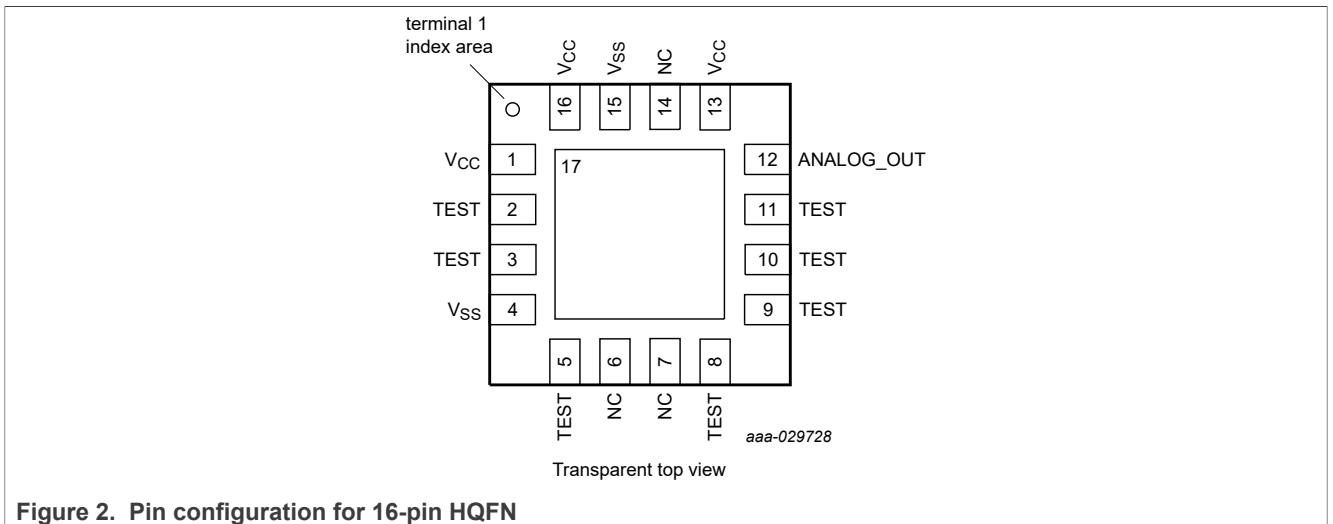 terminal 1
index area
VCC
VSS
NC
VCC
16
15
14
13
VCC 1
17
12 ANALOG_OUT
TEST 2
11 TEST
TEST 3
10 TEST
VSS 4
9 TEST
5
6
7
8
TEST
NC
NC
TEST
aaa-029728
Transparent top view
Figure 2. Pin configuration for 16-pin HQFN